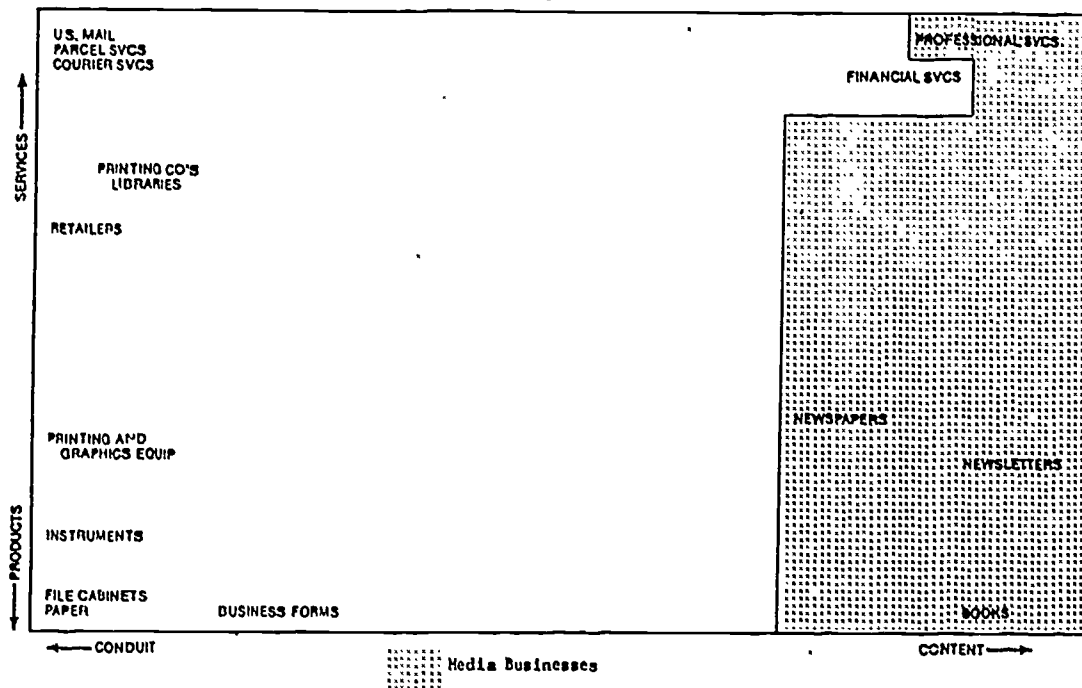 U.S. MAIL
PARCEL SVCS
COURIER SVCS
PROFESSIONAL SVCS
FINANCIAL SVCS
SERVICES
PRINTING CO'S
LIBRARIES
RETAILERS
NEWSPAPERS
PRINTING AND
GRAPHICS EQUIP
NEWSLETTERS
INSTRUMENTS
PRODUCTS
FILE CABINETS
PAPER
BUSINESS FORMS
BOOKS
CONDUIT
CONTENT
Media Businesses